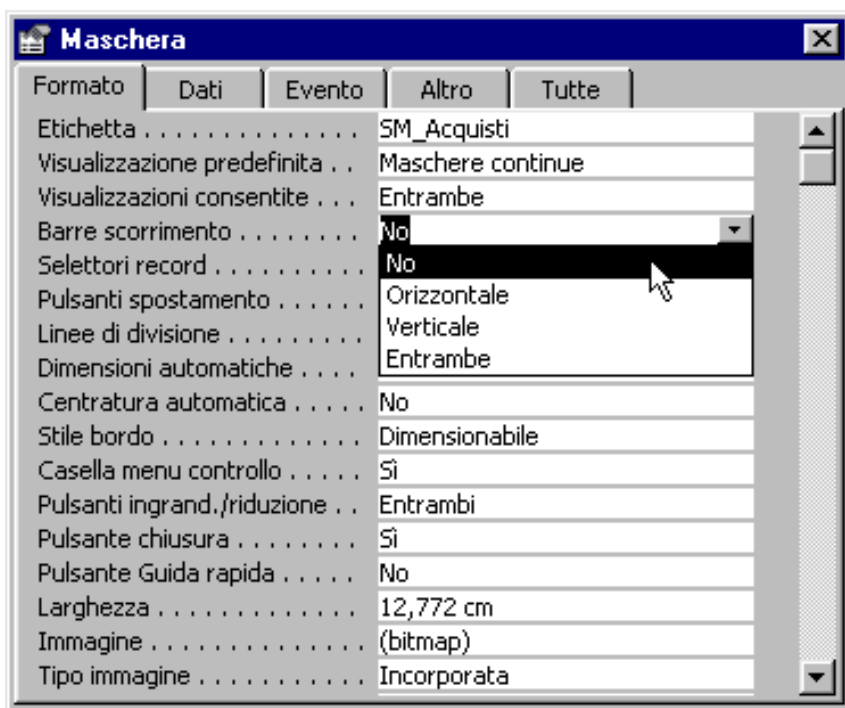 Maschera
Formato Dati Evento Altro Tutte
Etichetta . . . . . . . . . . . . . . SM_Acquisti
Visualizzazione predefinita . . Maschere continue
Visualizzazioni consentite . . . Entrambe
Barre scorrimento . . . . . . . . No
Selettori record . . . . . . . . . . No
Pulsanti spostamento . . . . . . Orizzontale
Linee di divisione . . . . . . . . . Verticale
Dimensioni automatiche . . . . Entrambe
Centratura automatica . . . . . No
Stile bordo . . . . . . . . . . . . . Dimensionabile
Casella menu controllo . . . . . Sì
Pulsanti ingrand./riduzione . . Entrambi
Pulsante chiusura . . . . . . . . Sì
Pulsante Guida rapida . . . . . No
Larghezza . . . . . . . . . . . . . 12,772 cm
Immagine . . . . . . . . . . . . . . (bitmap)
Tipo immagine . . . . . . . . . . . Incorporata